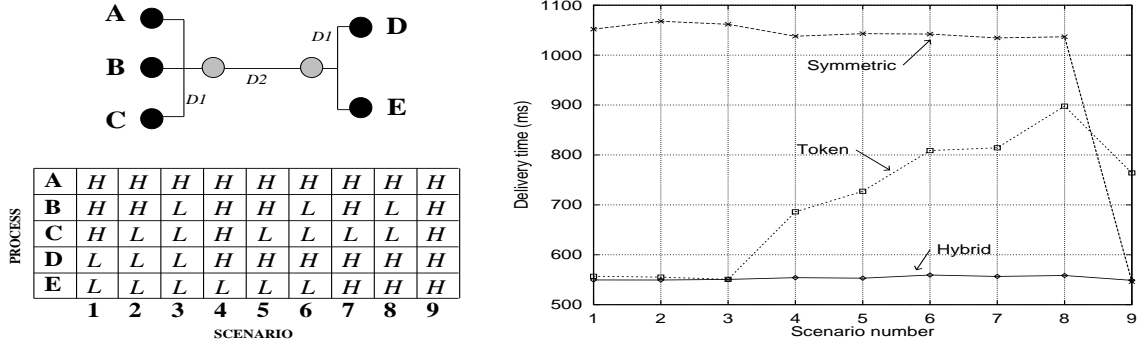 A
D
D1
B
D2
D1
C
E
PROCESS
A H H H H H H H H H
B H H L H H L H L H
C H L L H L L L L H
D L L L H H H H H H
E L L L L L L H H H
1 2 3 4 5 6 7 8 9
SCENARIO
1100
1000
900
800
700
600
500
Delivery time (ms)
Symmetric
Token
Hybrid
1 2 3 4 5 6 7 8 9
Scenario number